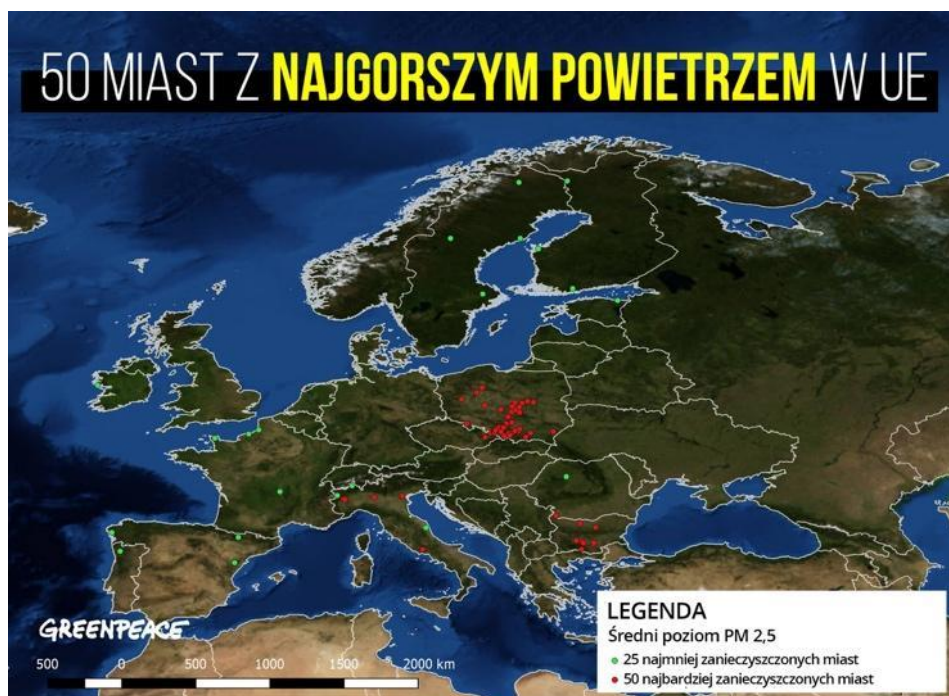 50 MIAST Z NAJGORSZYM POWIETRZEM W UE
LEGENDA
Średni poziom PM 2,5
25 najmniej zanieczyszczonych miast
50 najbardziej zanieczyszczonych miast
GREENPEACE
500 0 500 1000 1500 2000 km